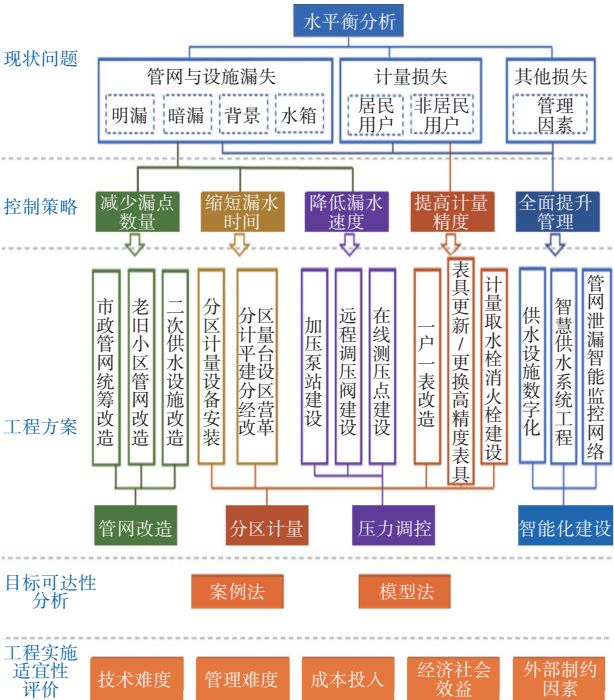 水平衡分析
现状问题
管网与设施漏失
明漏
暗漏
背景
水箱
计量损失
居民
用户
非居民
用户
其他损失
管理
因素
控制策略
减少漏点
数量
缩短漏水
时间
降低漏水
速度
提高计量
精度
全面提升
管理
工程方案
市政管网统筹改造
老旧小区管网改造
二次供水设施改造
分区计量设备安装
分计平建分经改
区量台设区营革
加压泵站建设
远程调压阀建设
在线测压点建设
一户一表改造
表具更新/更换高精度表具
计量取水栓消火栓建设
供水设施数字化
智慧供水系统工程
管网泄漏智能监控网络
管网改造
分区计量
压力调控
智能化建设
目标可达性
分析
案例法
模型法
工程实施
适宜性
评价
技术难度
管理难度
成本投入
经济社会
效益
外部制约
因素